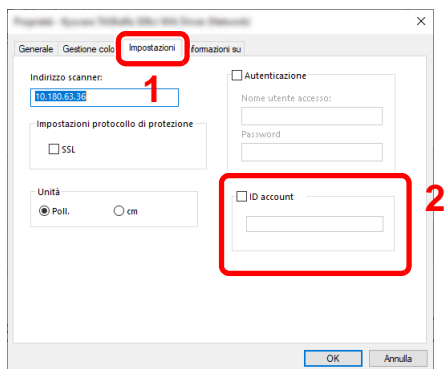 Generale Gestione colo Impostazioni formazioni su
1
Indirizzo scanner:
10.180.63.36
Impostazioni protocollo di protezione
SSL
Unità
Poll. cm
Autenticazione
Nome utente accesso:
Password
ID account
2
OK Annulla